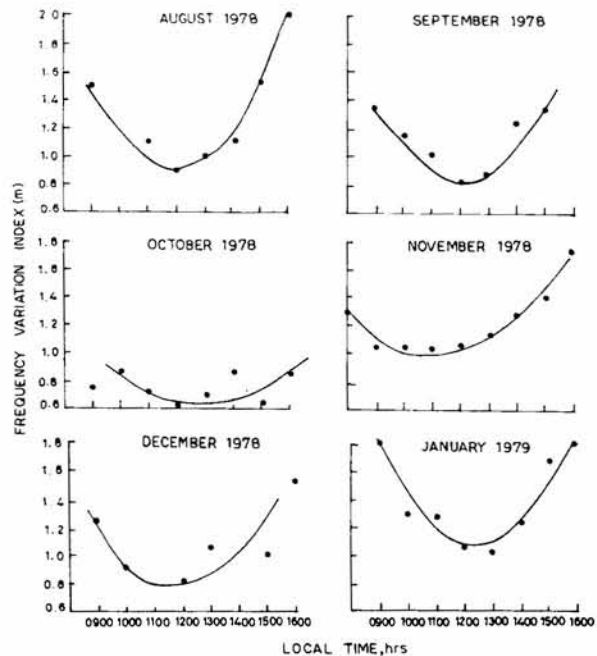 AUGUST 1978
SEPTEMBER 1978
2.0
1.8
1.6
1.4
1.2
1.0
0.8
0.6
OCTOBER 1978
NOVEMBER 1978
1.8
1.6
1.4
1.2
1.0
0.8
0.6
DECEMBER 1978
JANUARY 1979
1.8
1.6
1.4
1.2
1.0
0.8
0.6
FREQUENCY VARIATION INDEX (m)
0900 1000 1100 1200 1300 1400 1500 1600
0900 1000 1100 1200 1300 1400 1500 1600
LOCAL TIME, hrs